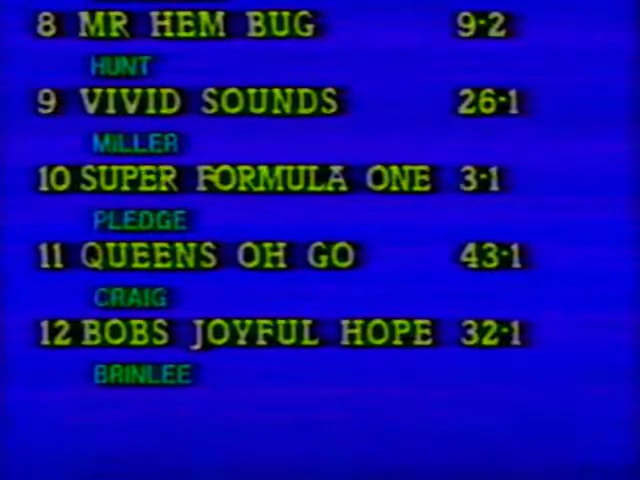 8 MR HEM BUG 9-2
HUNT
9 VIVID SOUNDS 26-1
MILLER
10 SUPER FORMULA ONE 3-1
PLEDGE
11 QUEENS OH GO 43-1
CRAIG
12 BOBS JOYFUL HOPE 32-1
BRINLEE